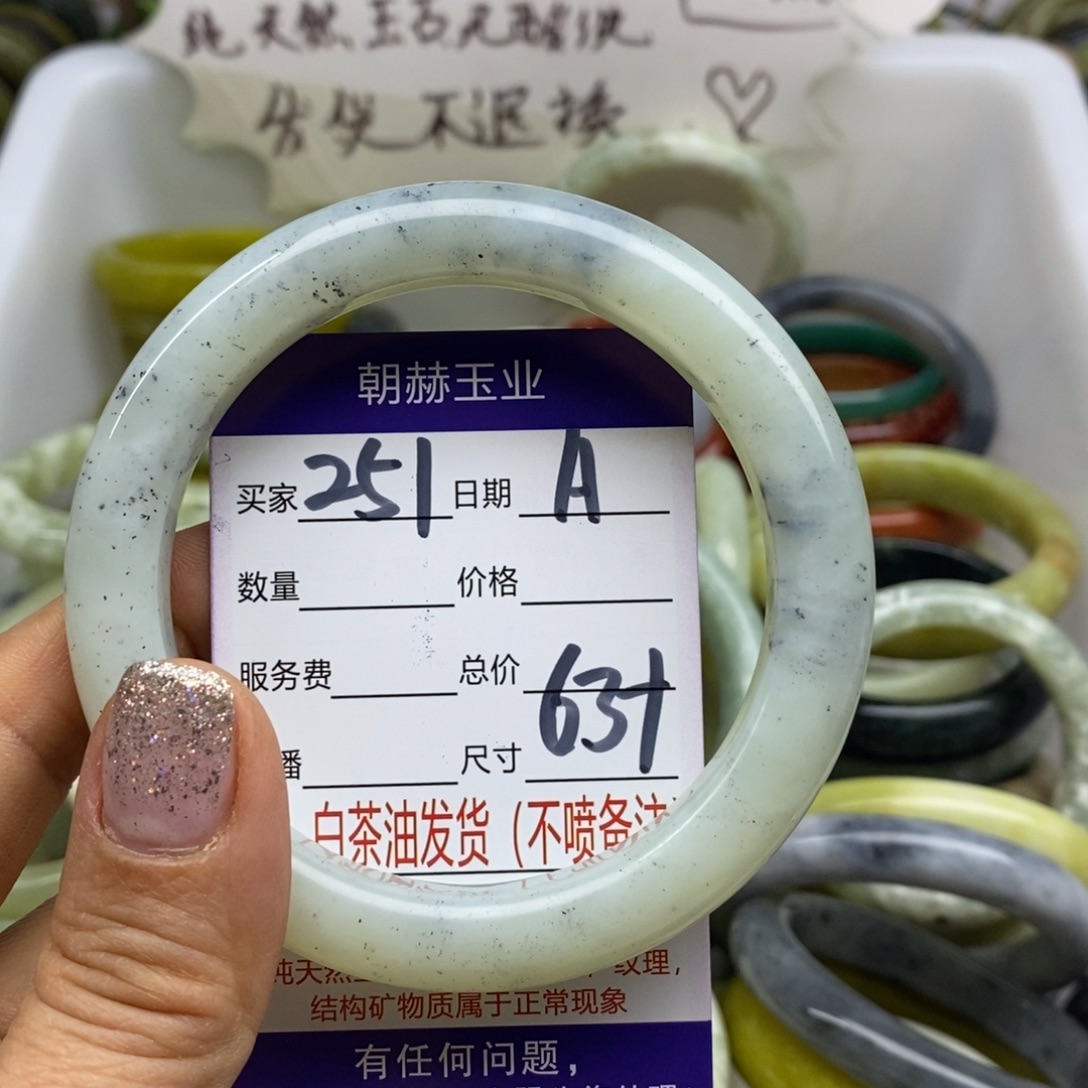 纯天然玉石无酸洗
售出不退换
朝赫玉业
买家 251 日期 A
数量 价格
服务费 总价
播 尺寸 63+
白茶油发货（不喷备注
纯天然 纹理，
结构矿物质属于正常现象
有任何问题，